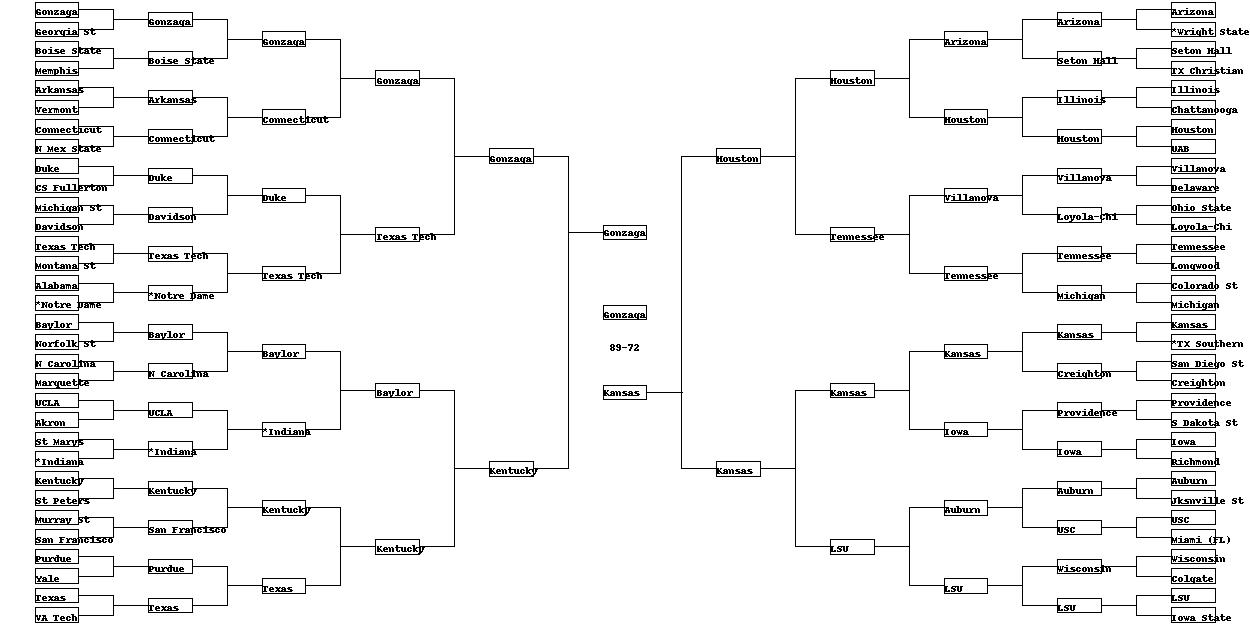 Gonzaga
Georgia St
Boise State
Memphis
Arkansas
Vermont
Connecticut
N Mex State
Duke
CS Fullerton
Michigan St
Davidson
Texas Tech
Montana St
Alabama
*Notre Dame
Baylor
Norfolk St
N Carolina
Marquette
UCLA
Akron
St Marys
*Indiana
Kentucky
St Peters
Murray St
San Francisco
Purdue
Yale
Texas
VA Tech
Gonzaga
Boise State
Arkansas
Connecticut
Duke
Davidson
Texas Tech
*Notre Dame
Baylor
N Carolina
UCLA
*Indiana
Kentucky
San Francisco
Purdue
Texas
Gonzaga
Connecticut
Duke
Texas Tech
Baylor
*Indiana
Kentucky
Texas
Gonzaga
Texas Tech
Baylor
Kentucky
Gonzaga
Kentucky
Gonzaga
Gonzaga
89-72
Kansas
Houston
Kansas
Houston
Tennessee
Kansas
LSU
Arizona
Houston
Villanova
Tennessee
Kansas
Iowa
Auburn
LSU
Arizona
Seton Hall
Illinois
Houston
Villanova
Loyola-Chi
Tennessee
Michigan
Kansas
Creighton
Providence
Iowa
Auburn
USC
Wisconsin
LSU
Arizona
*Wright State
Seton Hall
TX Christian
Illinois
Chattanooga
Houston
UAB
Villanova
Delaware
Ohio State
Loyola-Chi
Tennessee
Longwood
Colorado St
Michigan
Kansas
*TX Southern
San Diego St
Creighton
Providence
S Dakota St
Iowa
Richmond
Auburn
Jksnville St
USC
Miami (FL)
Wisconsin
Colgate
LSU
Iowa State